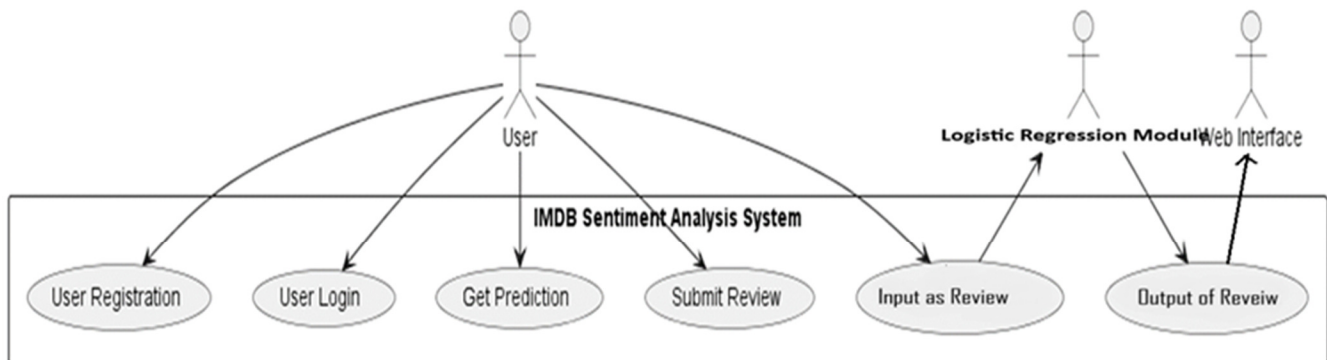 User
Logistic Regression Module
Web Interface
IMDB Sentiment Analysis System
User Registration
User Login
Get Prediction
Submit Review
Input as Review
Output of Reveiw